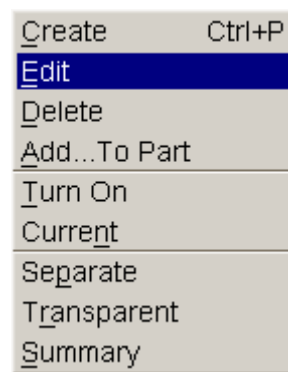 Create Ctrl+P
Edit
Delete
Add...To Part
Turn On
Current
Separate
Transparent
Summary